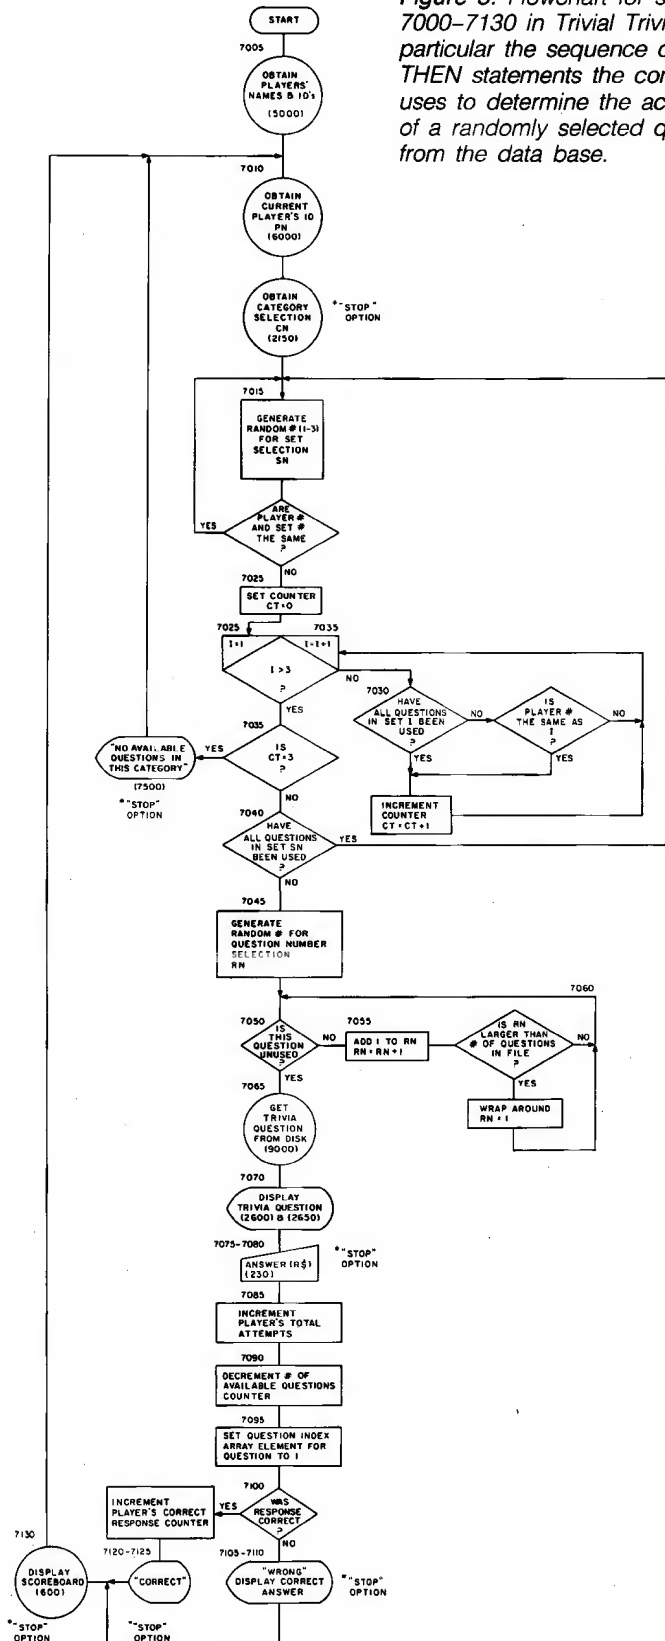 Figure 3. Flowchart for s
7000–7130 in Trivial Trivi
particular the sequence o
THEN statements the con
uses to determine the ac
of a randomly selected q
from the data base.
START
7005
OBTAIN
PLAYERS'
NAMES & ID's
(5000)
7010
OBTAIN
CURRENT
PLAYER'S ID
PN
(6000)
OBTAIN
CATEGORY
SELECTION
CN
(2150)
*"STOP"
OPTION
7015
GENERATE
RANDOM # (1-3)
FOR SET
SELECTION
SN
ARE
PLAYER #
AND SET #
THE SAME
?
YES
NO
7025
SET COUNTER
CT=0
7025
7035
I=1
I=I+1
I > 3
?
NO
YES
7030
HAVE
ALL QUESTIONS
IN SET I BEEN
USED
?
NO
YES
IS
PLAYER #
THE SAME AS
I
?
NO
YES
INCREMENT
COUNTER
CT=CT+1
7035
IS
CT=3
?
YES
NO
"NO AVAILABLE
QUESTIONS IN
THIS CATEGORY"
(7500)
*"STOP"
OPTION
7040
HAVE
ALL QUESTIONS
IN SET SN
BEEN USED
?
YES
NO
7045
GENERATE
RANDOM # FOR
QUESTION NUMBER
SELECTION
RN
7060
7050
IS
THIS
QUESTION
UNUSED
?
NO
YES
7055
ADD 1 TO RN
RN=RN+1
IS RN
LARGER THAN
# OF QUESTIONS
IN FILE
?
NO
YES
WRAP AROUND
RN=1
7065
GET
TRIVIA
QUESTION
FROM DISK
(9000)
7070
DISPLAY
TRIVIA QUESTION
(2600) & (2650)
7075-7080
ANSWER (R$)
(230)
*"STOP"
OPTION
7085
INCREMENT
PLAYER'S TOTAL
ATTEMPTS
7090
DECREMENT # OF
AVAILABLE QUESTIONS
COUNTER
7095
SET QUESTION INDEX
ARRAY ELEMENT FOR
QUESTION TO 1
7100
WAS
RESPONSE
CORRECT
?
YES
NO
INCREMENT
PLAYER'S CORRECT
RESPONSE COUNTER
7130
7120-7125
7105-7110
DISPLAY
SCOREBOARD
(1600)
"CORRECT"
"WRONG"
DISPLAY CORRECT
ANSWER
*"STOP"
OPTION
*"STOP"
OPTION
*"STOP"
OPTION